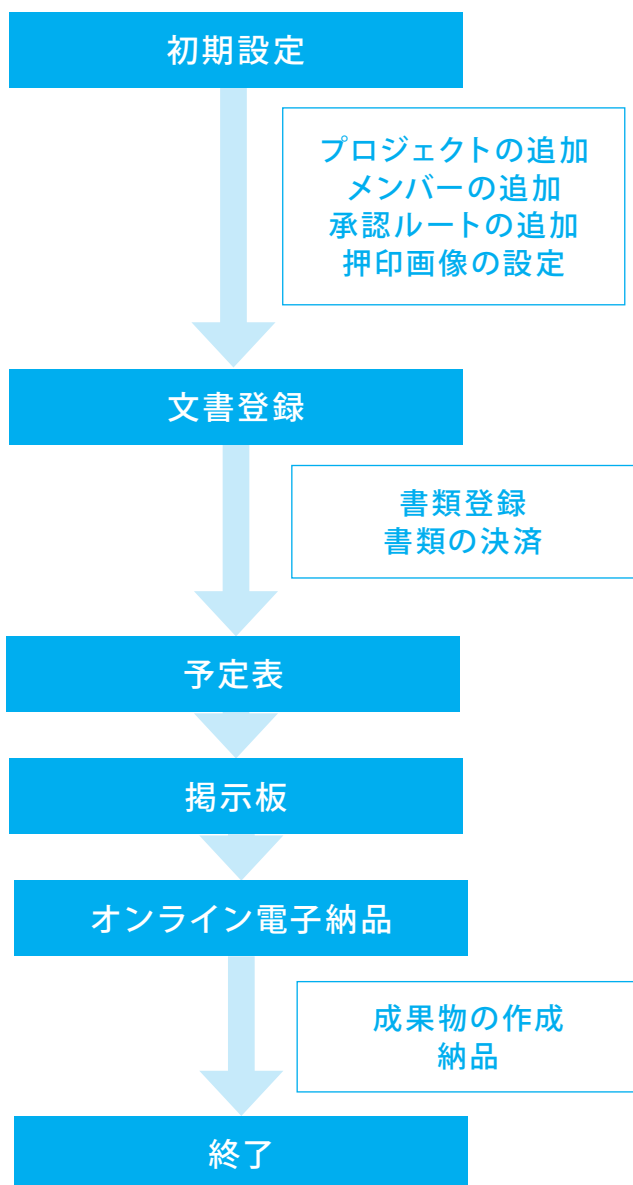 初期設定
プロジェクトの追加
メンバーの追加
承認ルートの追加
押印画像の設定
文書登録
書類登録
書類の決済
予定表
掲示板
オンライン電子納品
成果物の作成
納品
終了